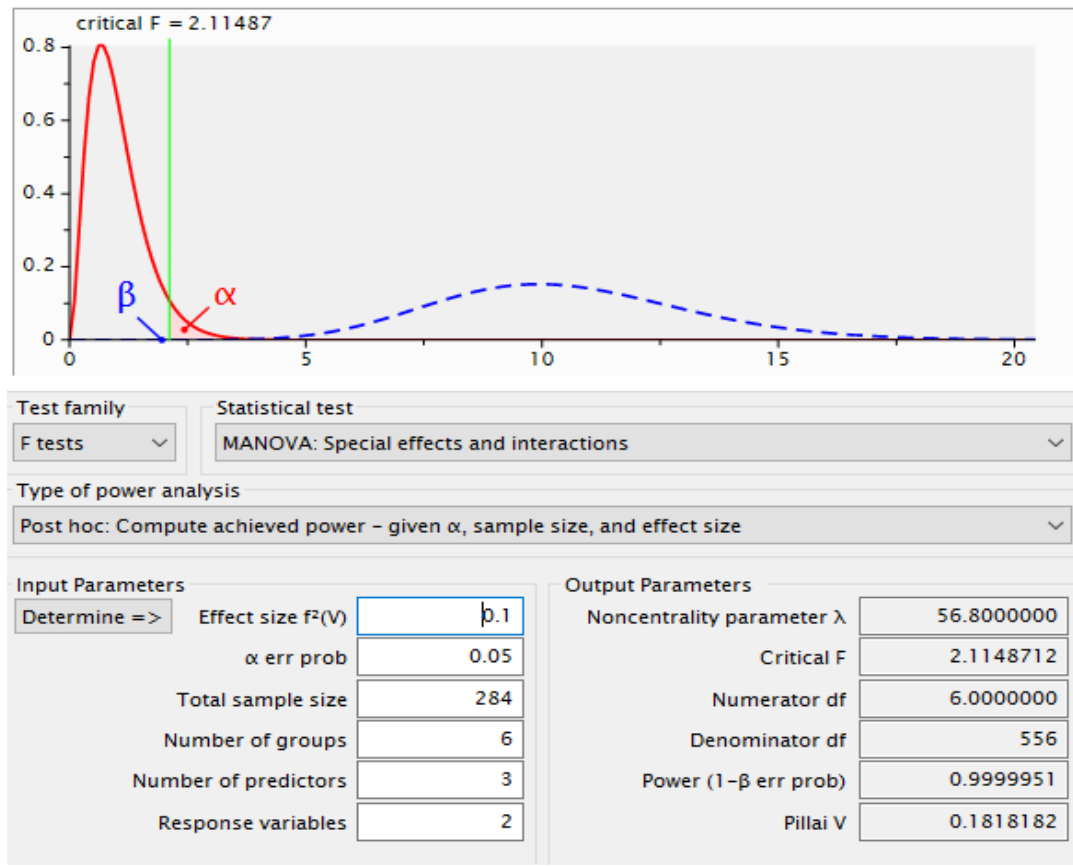 critical F = 2.11487
0.8
0.6
0.4
0.2
0
β
α
0 5 10 15 20
Test family Statistical test
F tests MANOVA: Special effects and interactions
Type of power analysis
Post hoc: Compute achieved power – given α, sample size, and effect size
Input Parameters Output Parameters
Determine => Effect size f²(V) 0.1 Noncentrality parameter λ 56.8000000
α err prob 0.05 Critical F 2.1148712
Total sample size 284 Numerator df 6.0000000
Number of groups 6 Denominator df 556
Number of predictors 3 Power (1-β err prob) 0.9999951
Response variables 2 Pillai V 0.1818182